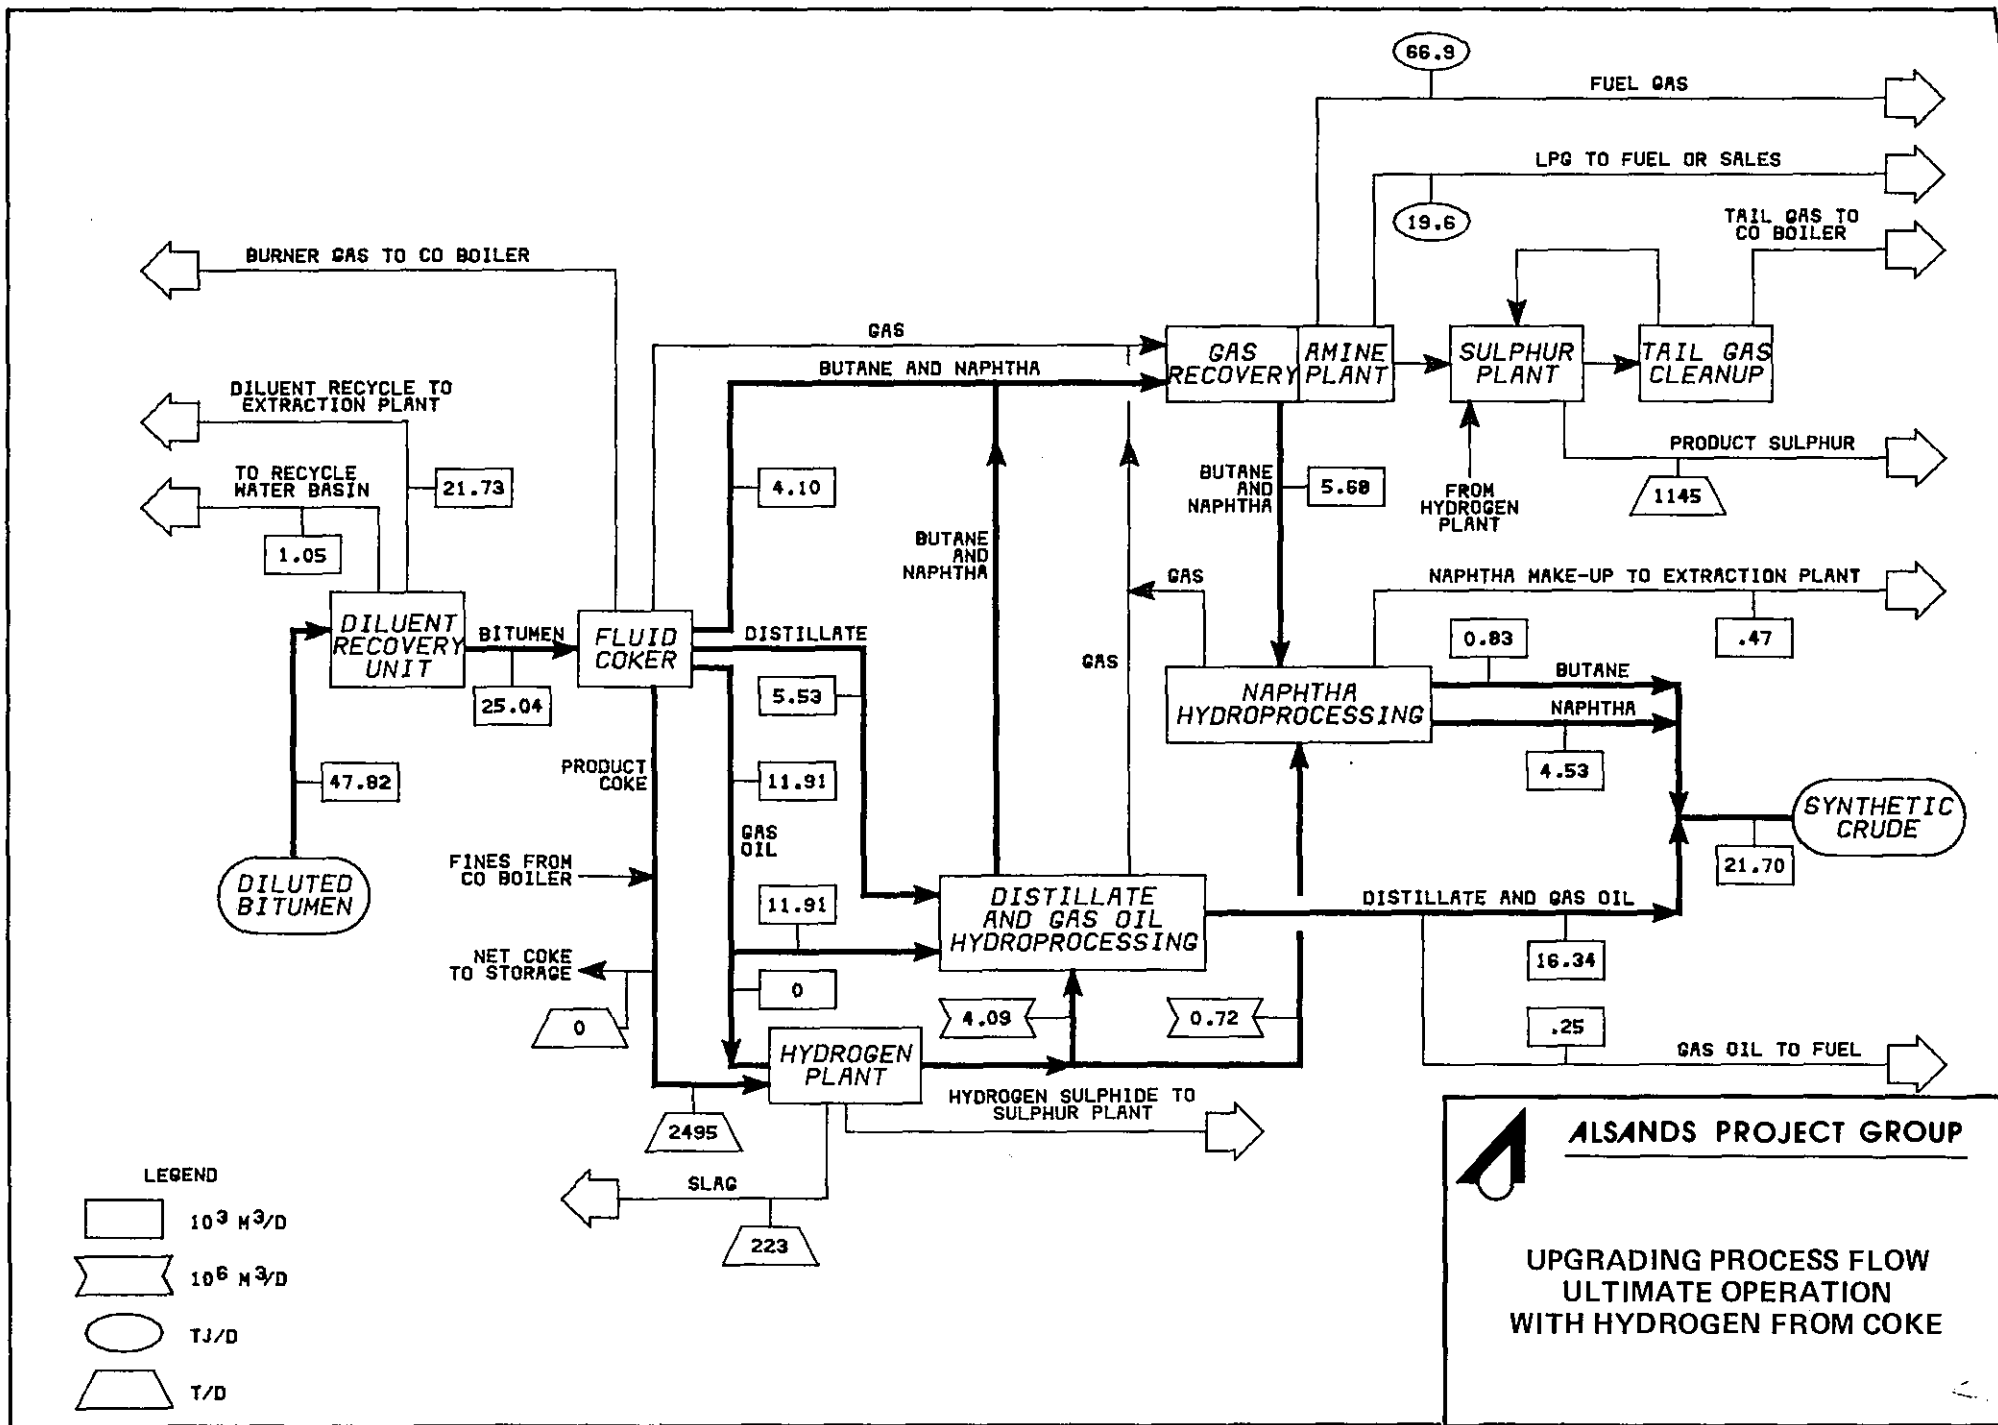 66.9
FUEL GAS
LPG TO FUEL OR SALES
19.6
TAIL GAS TO
CO BOILER
BURNER GAS TO CO BOILER
GAS
BUTANE AND NAPHTHA
GAS
RECOVERY
AMINE
PLANT
SULPHUR
PLANT
TAIL GAS
CLEANUP
DILUENT RECYCLE TO
EXTRACTION PLANT
TO RECYCLE
WATER BASIN
21.73
1.05
4.10
BUTANE
AND
NAPHTHA
BUTANE
AND
NAPHTHA
5.68
FROM
HYDROGEN
PLANT
PRODUCT SULPHUR
1145
GAS
NAPHTHA MAKE-UP TO EXTRACTION PLANT
.47
DILUENT
RECOVERY
UNIT
BITUMEN
25.04
FLUID
COKER
DISTILLATE
5.53
GAS
NAPHTHA
HYDROPROCESSING
0.83
BUTANE
NAPHTHA
4.53
47.82
PRODUCT
COKE
11.91
GAS
OIL
SYNTHETIC
CRUDE
21.70
DILUTED
BITUMEN
FINES FROM
CO BOILER
11.91
DISTILLATE
AND GAS OIL
HYDROPROCESSING
DISTILLATE AND GAS OIL
16.34
NET COKE
TO STORAGE
0
0
4.09
0.72
.25
GAS OIL TO FUEL
HYDROGEN
PLANT
2495
HYDROGEN SULPHIDE TO
SULPHUR PLANT
SLAG
223
LEGEND
10³ M³/D
10⁶ M³/D
TJ/D
T/D
ALSANDS PROJECT GROUP
UPGRADING PROCESS FLOW
ULTIMATE OPERATION
WITH HYDROGEN FROM COKE